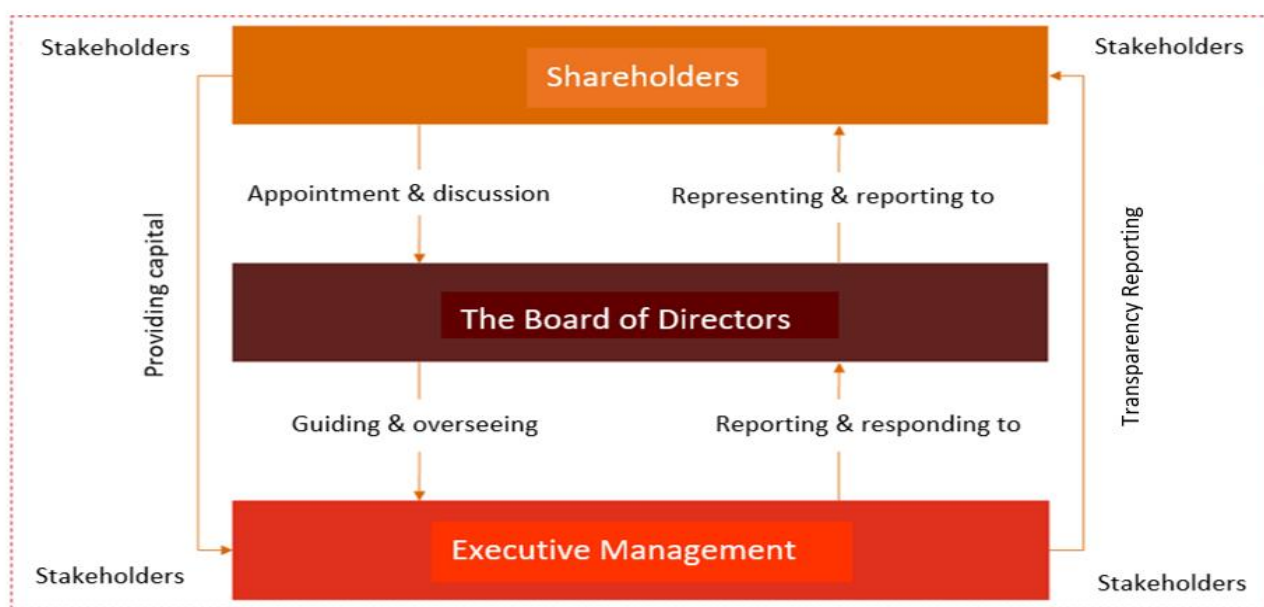 Stakeholders
Stakeholders
Shareholders
Appointment & discussion
Representing & reporting to
Providing capital
Transparency Reporting
The Board of Directors
Guiding & overseeing
Reporting & responding to
Executive Management
Stakeholders
Stakeholders